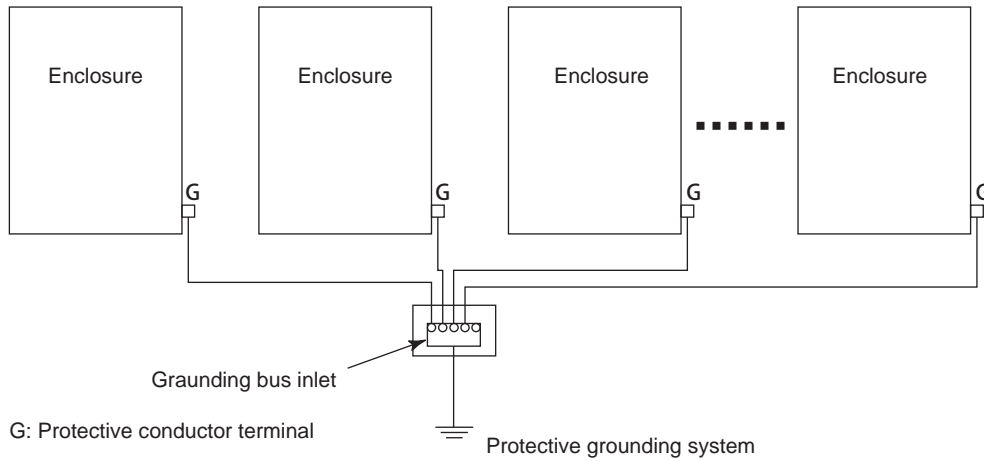 Enclosure
Enclosure
Enclosure
Enclosure
G
G
G
G
Graunding bus inlet
G: Protective conductor terminal
Protective grounding system